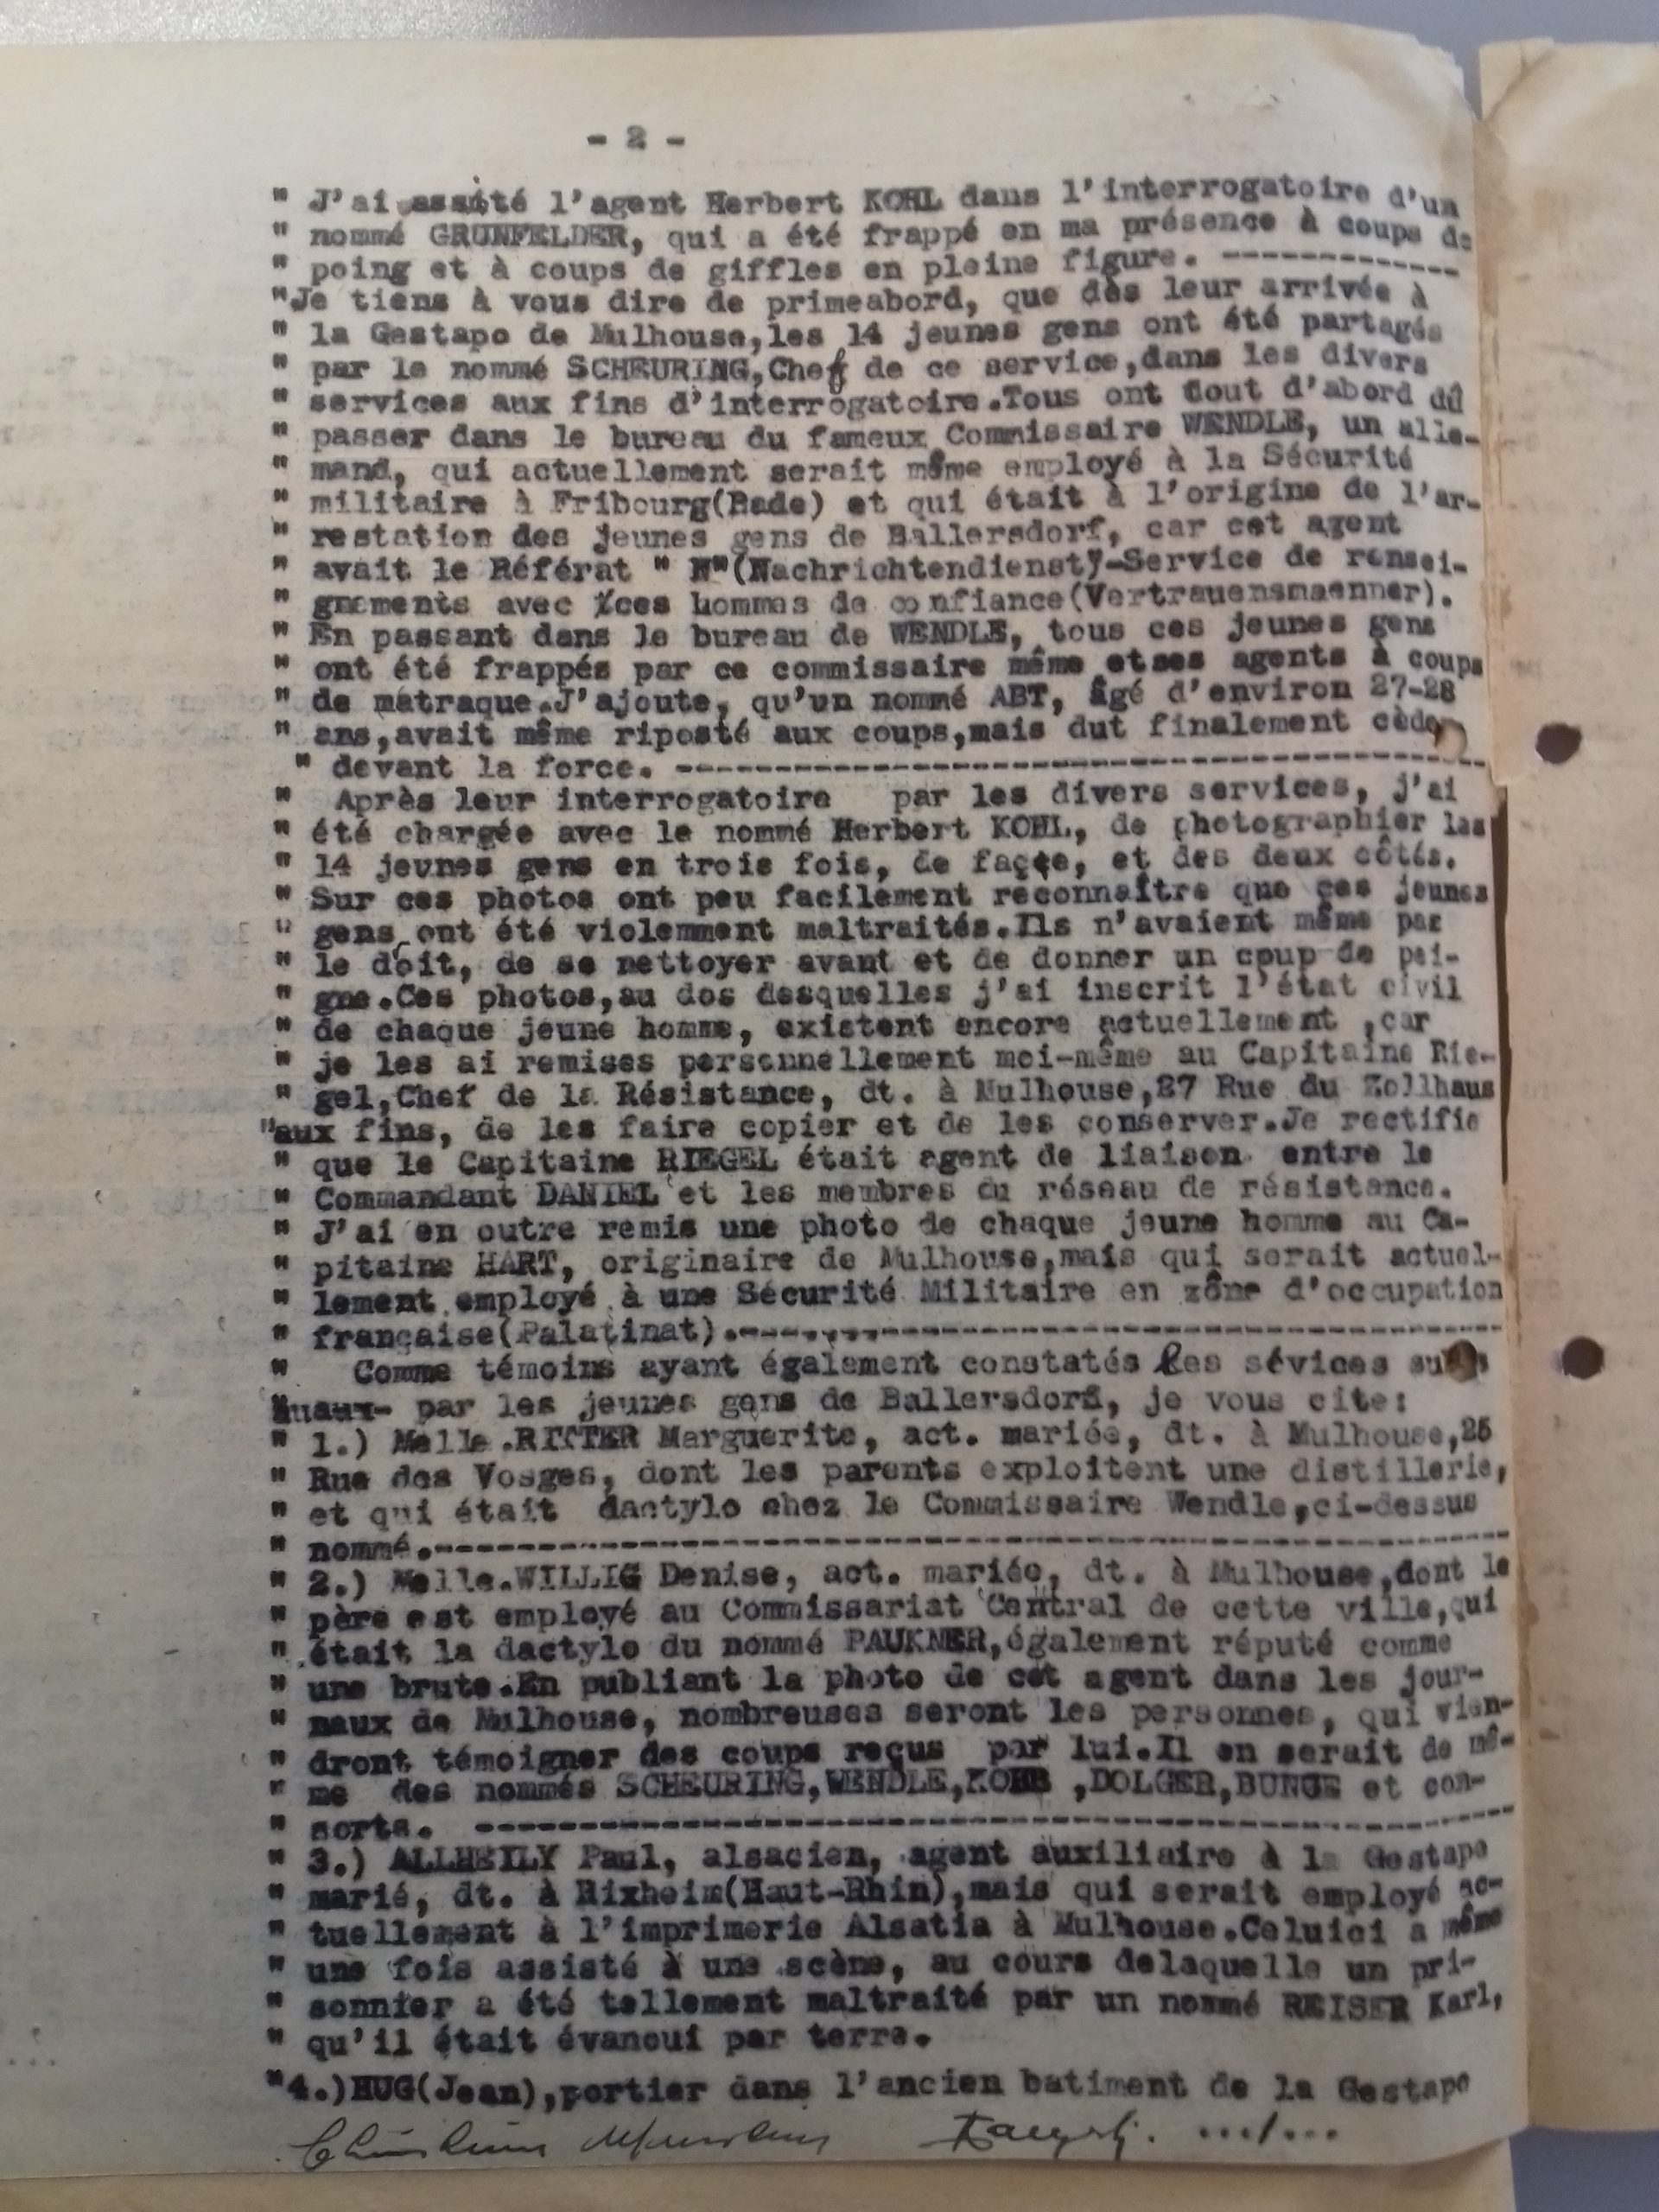 - 2 -
" J'ai assité l'agent Herbert KOHL dans l'interrogatoire d'un
" nommé GRUNFELDER, qui a été frappé en ma présence à coups de
" poing et à coups de giffles en pleine figure. -------------
"Je tiens à vous dire de primeabord, que dès leur arrivée à
" la Gestapo de Mulhouse,les 14 jeunes gens ont été partagés
" par le nommé SCHEURING,Chef de ce service,dans les divers
" services aux fins d'interrogatoire.Tous ont tout d'abord dû
" passer dans le bureau du fameux Commissaire WENDLE, un alle-
" mand, qui actuellement serait même employé à la Sécurité
" militaire à Fribourg(Bade) et qui était à l'origine de l'ar-
" restation des jeunes gens de Ballersdorf, car cet agent
" avait le Référat " N"(Nachrichtendienst)-Service de rensei-
" gnements avec ces hommes de confiance(Vertrauensmaenner).
" En passant dans le bureau de WENDLE, tous ces jeunes gens
" ont été frappés par ce commissaire même etses agents à coups
" de matraque.J'ajoute, qu'un nommé ABT, âgé d'environ 27-28
" ans,avait même riposté aux coups,mais dut finalement cèder
" devant la force. ------------------------------------------
" Après leur interrogatoire par les divers services, j'ai
" été chargée avec le nommé Herbert KOHL, de photographier les
" 14 jeunes gens en trois fois, de façce, et des deux côtés.
" Sur ces photos ont peu facilement reconnaître que ces jeunes
" gens ont été violemment maltraités.Ils n'avaient même pas
" le doit, de se nettoyer avant et de donner un coup de pei-
" gne.Ces photos,au dos desquelles j'ai inscrit l'état civil
" de chaque jeune homme, existent encore actuellement ,car
" je les ai remises personnellement moi-même au Capitaine Rie-
" gel,Chef de la Résistance, dt. à Mulhouse,27 Rue du Zollhaus
"aux fins, de les faire copier et de les conserver.Je rectifie
" que le Capitaine RIEGEL était agent de liaison entre le
" Commandant DANIEL et les membres du réseau de résistance.
" J'ai en outre remis une photo de chaque jeune homme au Ca-
" pitaine HART, originaire de Mulhouse,mais qui serait actuel-
" lement employé à une Sécurité Militaire en zône d'occupation
" française(Palatinat).--------------------------------------
" Comme témoins ayant également constatés les sévices subis
" par les jeunes gens de Ballersdorf, je vous cite:
" 1.) Melle.RITTER Marguerite, act. mariée, dt. à Mulhouse,25
" Rue des Vosges, dont les parents exploitent une distillerie,
" et qui était dactylo chez le Commissaire Wendle,ci-dessus
" nommé.------------------------------------------------------
" 2.) Melle.WILLIG Denise, act. mariée, dt. à Mulhouse,dont le
" père est employé au Commissariat Central de cette ville,qui
" était la dactylo du nommé PAUKNER,également réputé comme
" une brute.En publiant la photo de cet agent dans les jour-
" naux de Mulhouse, nombreuses seront les personnes, qui vien-
" dront témoigner des coups reçus par lui.Il en serait de mê-
" me des nommés SCHEURING,WENDLE, ,DOLGER,BUNGE et con-
" sorts. ----------------------------------------------------
" 3.) ALLHEILY Paul, alsacien, agent auxiliaire à la Gestapo
" marié, dt. à Rixheim(Haut-Rhin),mais qui serait employé ac-
" tuellement à l'imprimerie Alsatia à Mulhouse.Celuici a même
" une fois assisté à une scène, au cours delaquelle un pri-
" sonnier a été tellement maltraité par un nommé REISER Karl,
" qu'il était évanoui par terre.
"4.)HUG(Jean),portier dans l'ancien batiment de la Gestapo
..../....